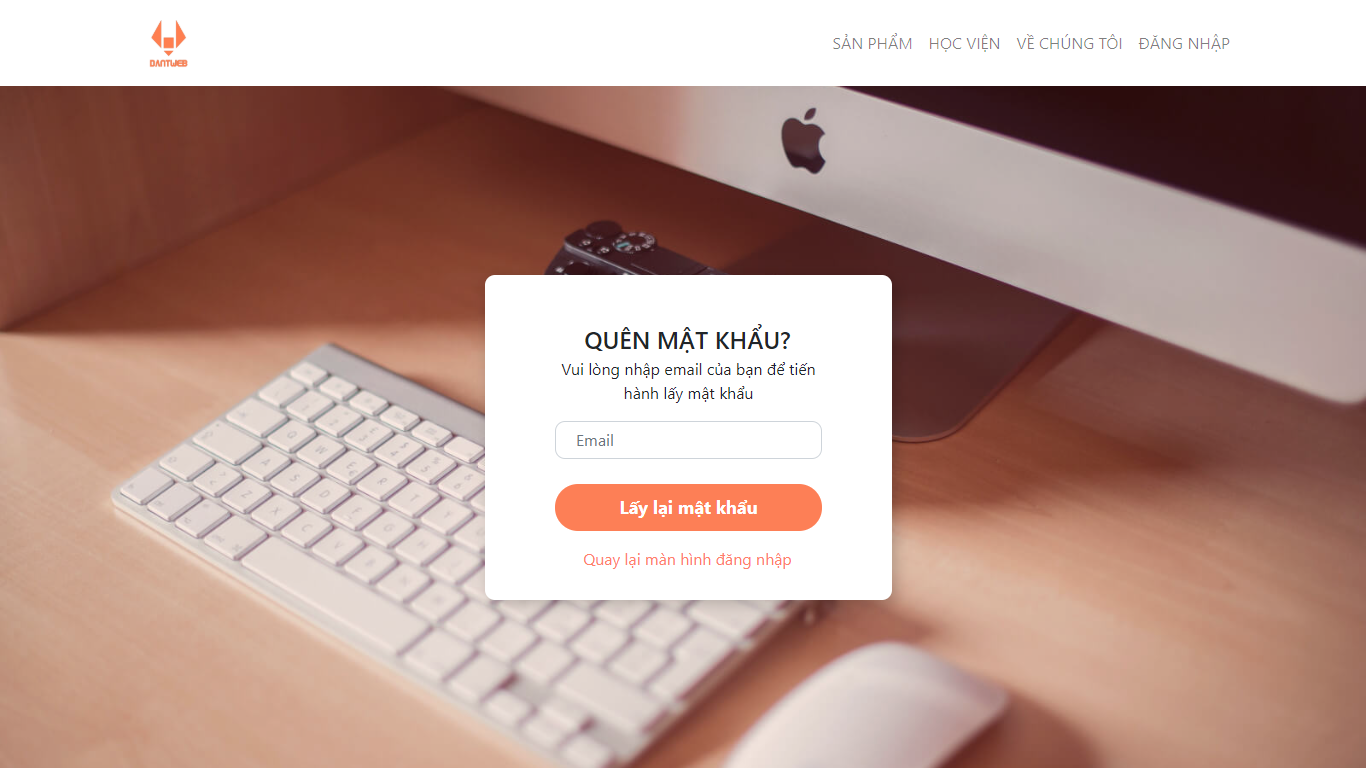 DANTWEB
SẢN PHẨM HỌC VIỆN VỀ CHÚNG TÔI ĐĂNG NHẬP
QUÊN MẬT KHẨU?
Vui lòng nhập email của bạn để tiến
hành lấy mật khẩu
Email
Lấy lại mật khẩu
Quay lại màn hình đăng nhập